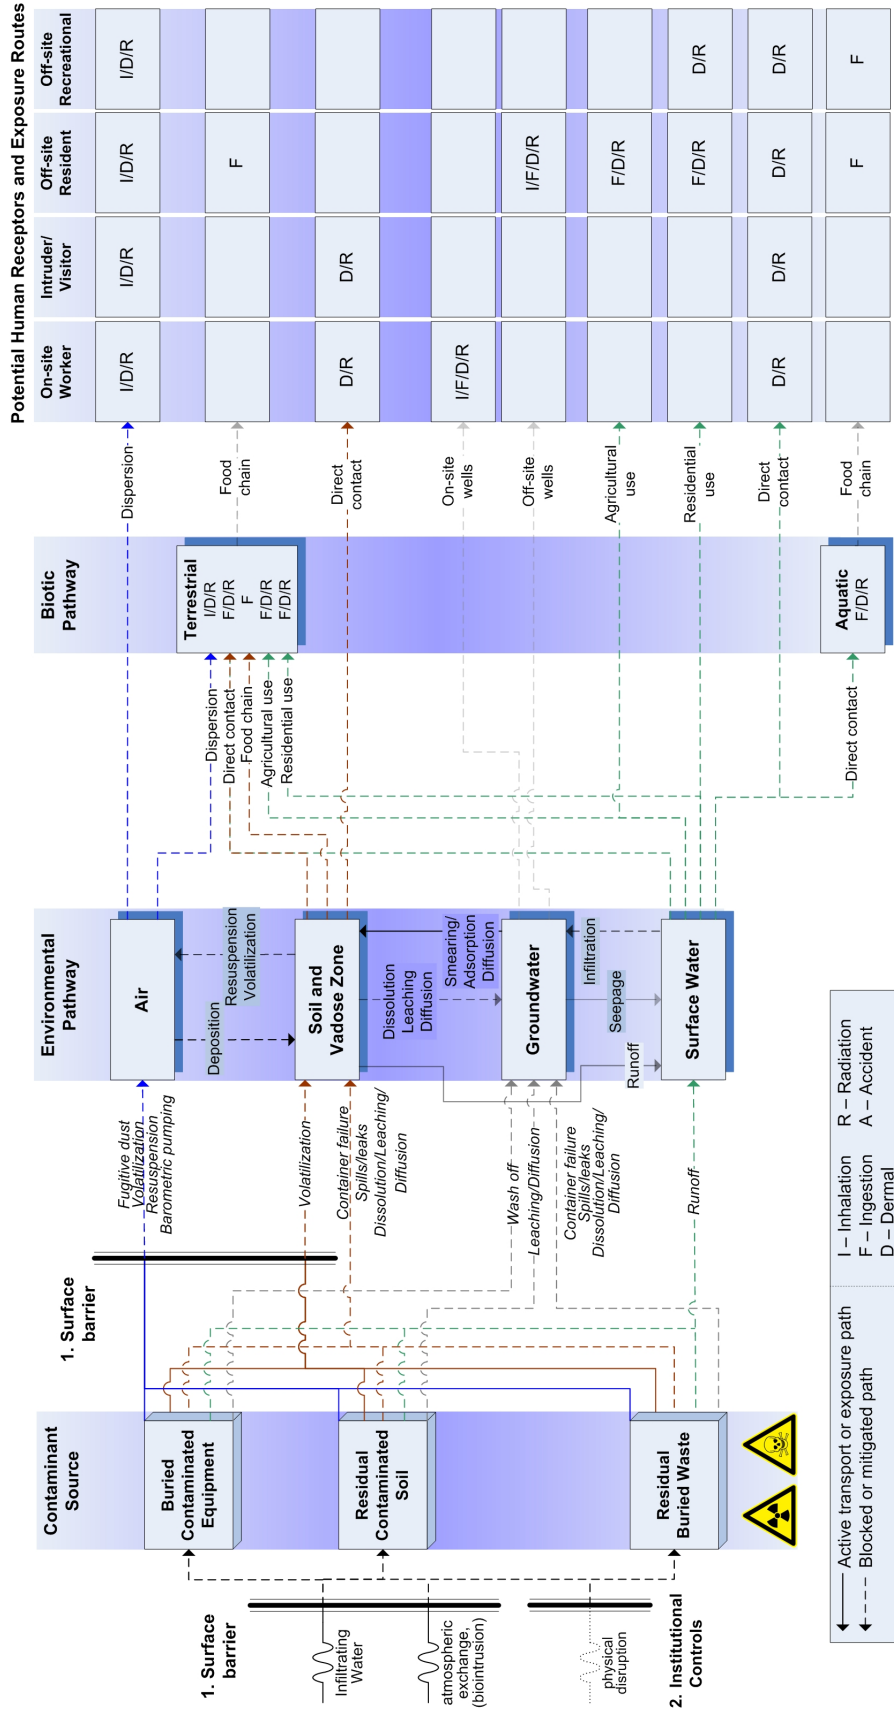 Potential Human Receptors and Exposure Routes
Contaminant
Source
Environmental
Pathway
Biotic
Pathway
On-site
Worker
Intruder/
Visitor
Off-site
Resident
Off-site
Recreational
1. Surface
barrier
Infiltrating
Water
atmospheric
exchange,
(biointrusion)
physical
disruption
2. Institutional
Controls
Buried
Contaminated
Equipment
Residual
Contaminated
Soil
Residual
Buried Waste
1. Surface
barrier
Fugitive dust
Volatilization
Resuspension
Barometric pumping
Volatilization
Container failure
Spills/leaks
Dissolution/Leaching/
Diffusion
Wash off
Leaching/Diffusion
Container failure
Spills/leaks
Dissolution/Leaching/
Diffusion
Runoff
Air
Deposition
Resuspension
Volatilization
Soil and
Vadose Zone
Dissolution
Leaching
Diffusion
Smearing/
Adsorption
Diffusion
Groundwater
Runoff
Seepage
Infiltration
Surface Water
Dispersion
Direct contact
Food chain
Agricultural use
Residential use
Direct contact
Terrestrial
I/D/R
F/D/R
F
F/D/R
F/D/R
Aquatic
F/D/R
Dispersion
I/D/R
I/D/R
I/D/R
I/D/R
Food
chain
F
Direct
contact
D/R
D/R
On-site
wells
I/F/D/R
Off-site
wells
I/F/D/R
Agricultural
use
F/D/R
Residential
use
F/D/R
D/R
Direct
contact
D/R
D/R
D/R
D/R
Food
chain
F
F
Active transport or exposure path
Blocked or mitigated path
I – Inhalation
F – Ingestion
D – Dermal
R – Radiation
A – Accident